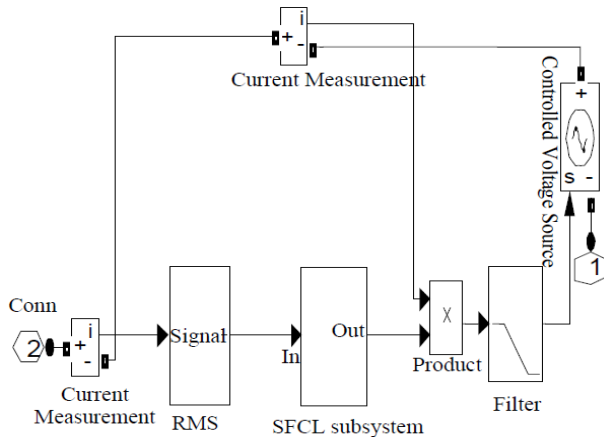 i
+
-
Current Measurement
Controlled Voltage Source
+
s -
1
Conn
2
i
+
-
Current
Measurement
Signal
RMS
In
Out
SFCL subsystem
X
Product
Filter